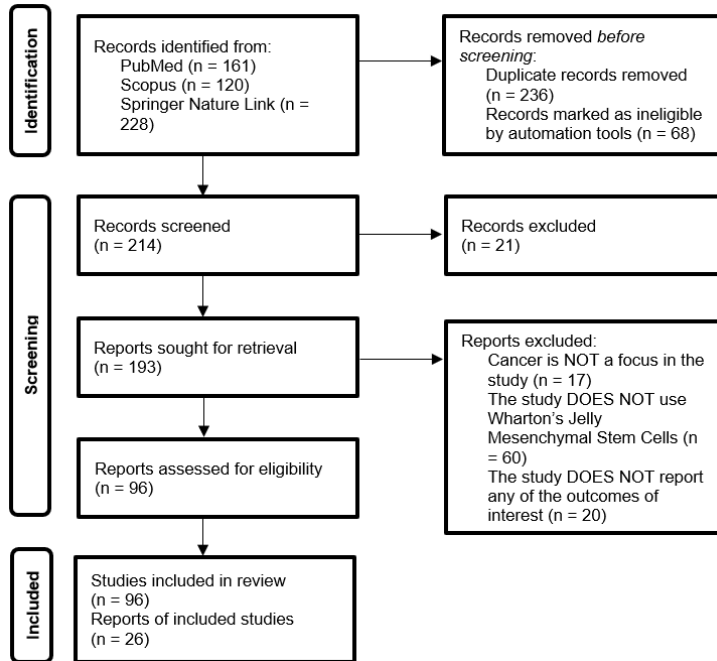 Identification
Records identified from:
PubMed (n = 161)
Scopus (n = 120)
Springer Nature Link (n =
228)
Records removed before
screening:
Duplicate records removed
(n = 236)
Records marked as ineligible
by automation tools (n = 68)
Screening
Records screened
(n = 214)
Records excluded
(n = 21)
Reports sought for retrieval
(n = 193)
Reports excluded:
Cancer is NOT a focus in the
study (n = 17)
The study DOES NOT use
Wharton's Jelly
Mesenchymal Stem Cells (n
= 60)
The study DOES NOT report
any of the outcomes of
interest (n = 20)
Reports assessed for eligibility
(n = 96)
Included
Studies included in review
(n = 96)
Reports of included studies
(n = 26)